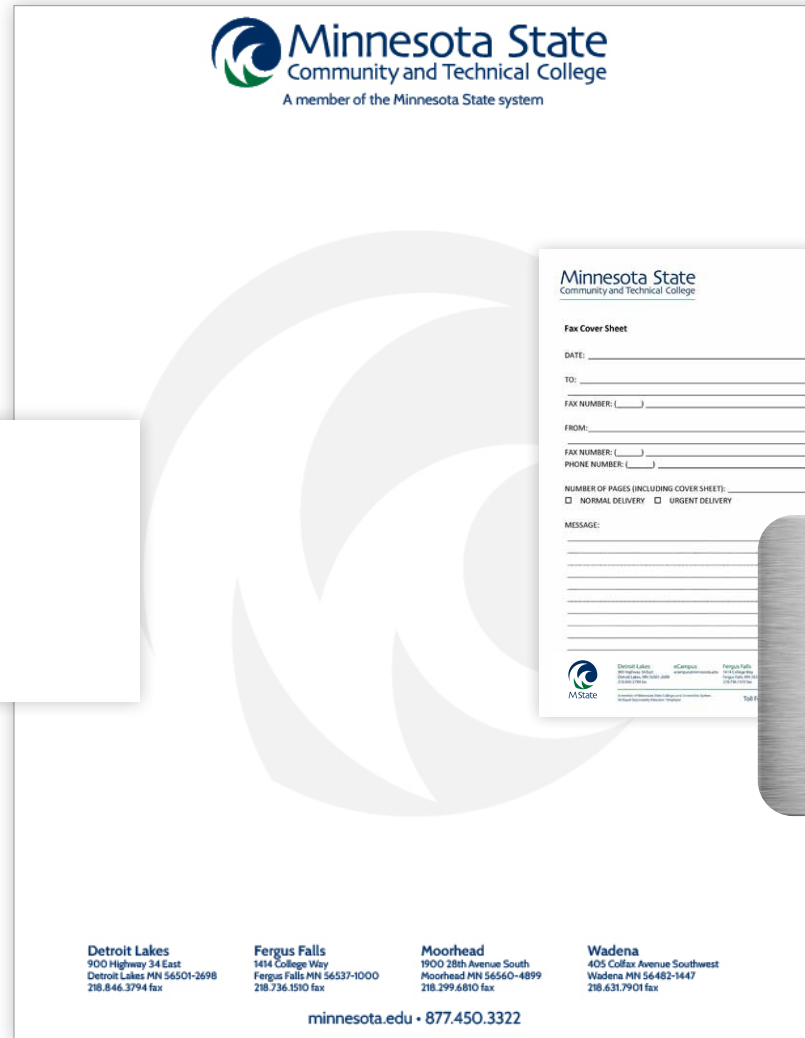 Minnesota State
Community and Technical College
A member of the Minnesota State system
Minnesota State
Community and Technical College
Fax Cover Sheet
DATE:
TO:
FAX NUMBER: (______)
FROM:
FAX NUMBER: (______)
PHONE NUMBER: (______)
NUMBER OF PAGES (INCLUDING COVER SHEET):
☐ NORMAL DELIVERY ☐ URGENT DELIVERY
MESSAGE:
M State
Detroit Lakes eCampus Fergus Falls
Detroit Lakes
900 Highway 34 East
Detroit Lakes MN 56501-2698
218.846.3794 fax
Fergus Falls
1414 College Way
Fergus Falls MN 56537-1000
218.736.1510 fax
Moorhead
1900 28th Avenue South
Moorhead MN 56560-4899
218.299.6810 fax
Wadena
405 Colfax Avenue Southwest
Wadena MN 56482-1447
218.631.7901 fax
minnesota.edu • 877.450.3322